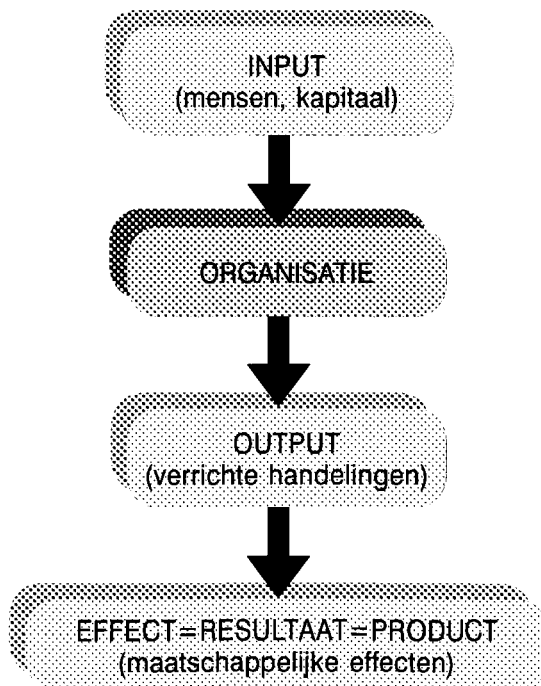 INPUT
(mensen, kapitaal)
ORGANISATIE
OUTPUT
(verrichte handelingen)
EFFECT=RESULTAAT=PRODUCT
(maatschappelijke effecten)